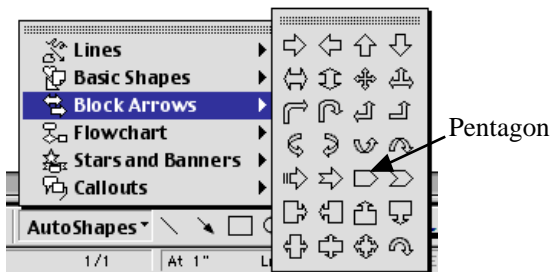 Lines
Basic Shapes
Block Arrows
Flowchart
Stars and Banners
Callouts
Pentagon
AutoShapes
1/1 At 1"